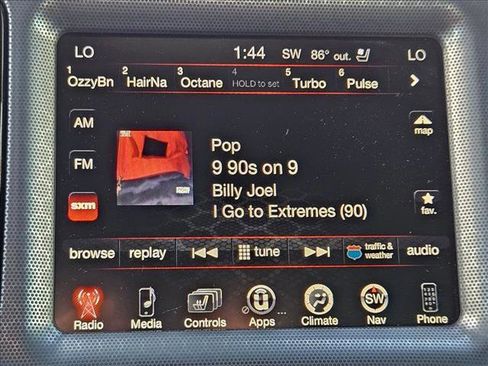 LO 1:44 SW 86° out. LO
1 2 3 4 5 6
OzzyBn HairNa Octane HOLD to set Turbo Pulse
AM
Pop
map
9 90s on 9
FM
Billy Joel
sxm
I Go to Extremes (90)
fav.
browse replay tune traffic & weather audio
SW
Radio Media Controls Apps ... Climate Nav Phone